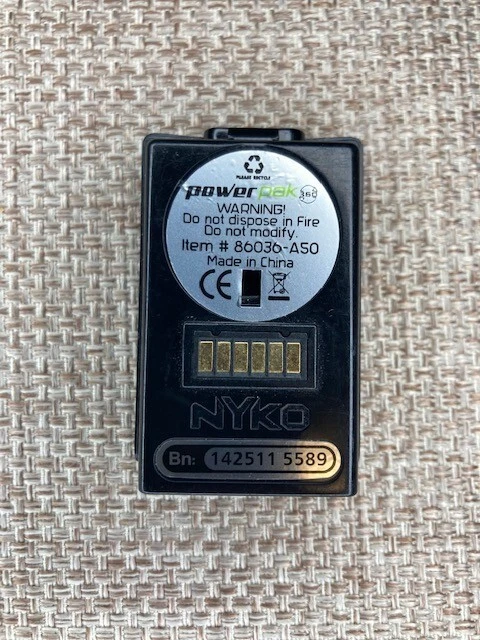 PLEASE RECYCLE
powerpak 360
WARNING!
Do not dispose in Fire
Do not modify.
Item # 86036-A50
Made in China
CE
NYKO
Bn: 142511 5589